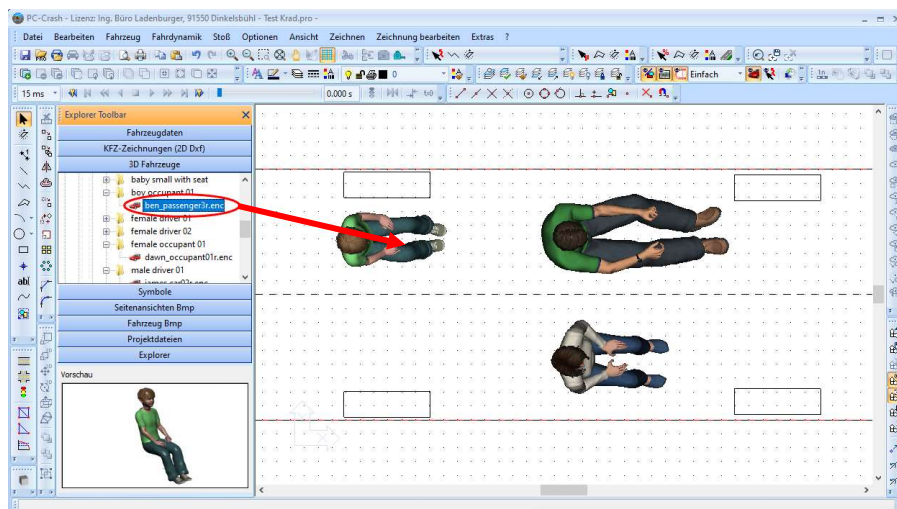 PC-Crash - Lizenz: Ing. Büro Ladenburger, 91550 Dinkelsbühl - Test Krad.pro -
Datei Bearbeiten Fahrzeug Fahrdynamik Stoß Optionen Ansicht Zeichnen Zeichnung bearbeiten Extras ?
0
Einfach
15 ms
0.000 s
Explorer Toolbar
Fahrzeugdaten
KFZ-Zeichnungen (2D Dxf)
3D Fahrzeuge
baby small with seat
boy occupant 01
ben_passenger3r.enc
female driver 01
female driver 02
female occupant 01
dawn_occupant01r.enc
male driver 01
Symbole
Seitenansichten Bmp
Fahrzeug Bmp
Projektdateien
Explorer
Vorschau
abl